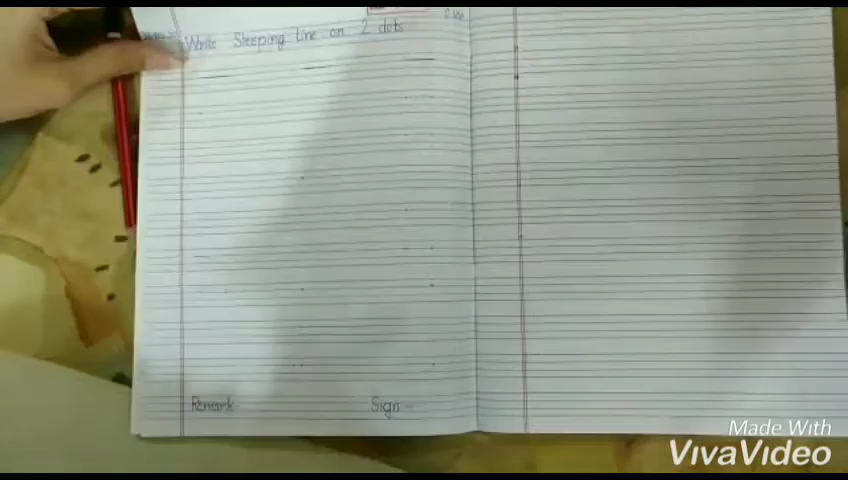 C.W
Write Sleeping line on 2 dots
Remark
Sign -
Made With
VivaVideo